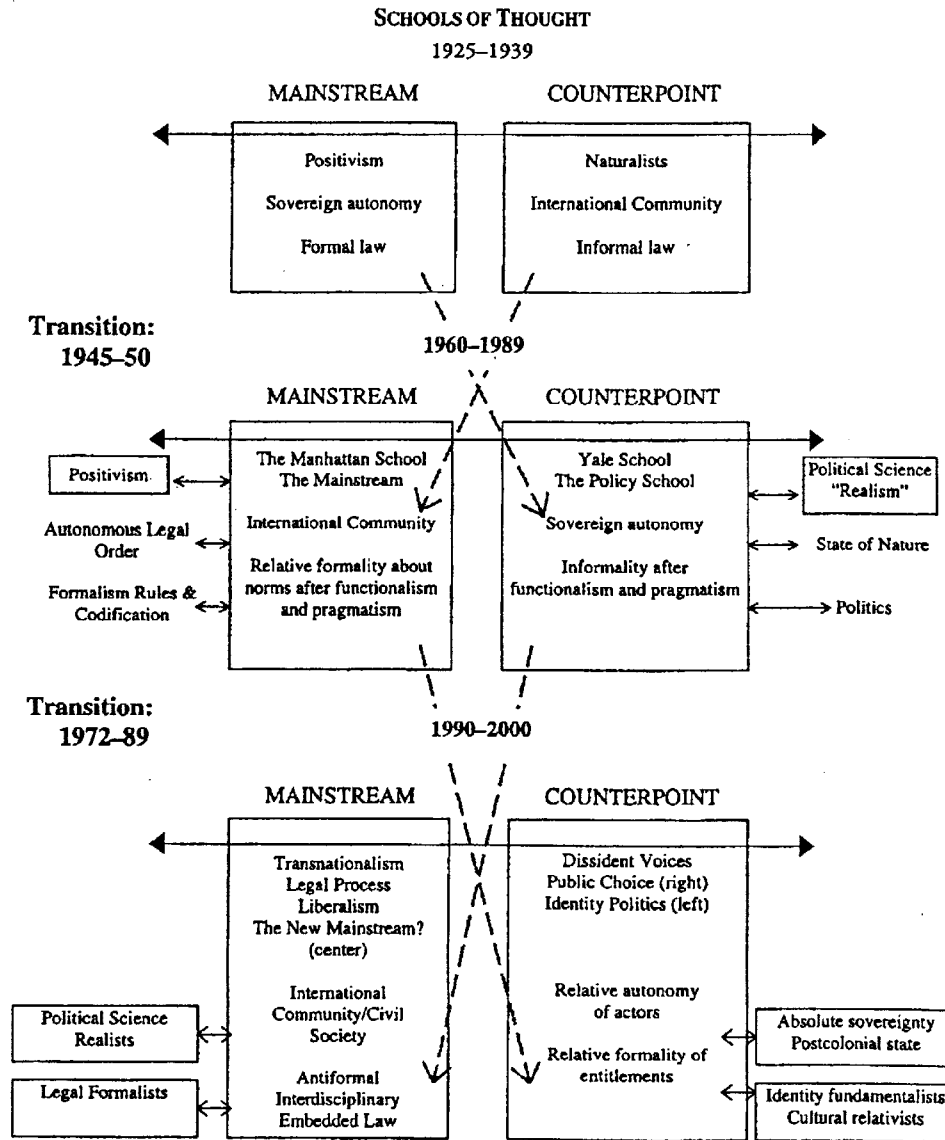 SCHOOLS OF THOUGHT
1925–1939
MAINSTREAM
COUNTERPOINT
Positivism
Sovereign autonomy
Formal law
Naturalists
International Community
Informal law
Transition:
1945–50
1960–1989
MAINSTREAM
COUNTERPOINT
Positivism
Autonomous Legal
Order
Formalism Rules &
Codification
The Manhattan School
The Mainstream
International Community
Relative formality about
norms after functionalism
and pragmatism
Yale School
The Policy School
Sovereign autonomy
Informality after
functionalism and pragmatism
Political Science
"Realism"
State of Nature
Politics
Transition:
1972–89
1990–2000
MAINSTREAM
COUNTERPOINT
Transnationalism
Legal Process
Liberalism
The New Mainstream?
(center)
International
Community/Civil
Society
Antiformal
Interdisciplinary
Embedded Law
Political Science
Realists
Legal Formalists
Dissident Voices
Public Choice (right)
Identity Politics (left)
Relative autonomy
of actors
Relative formality of
entitlements
Absolute sovereignty
Postcolonial state
Identity fundamentalists
Cultural relativists